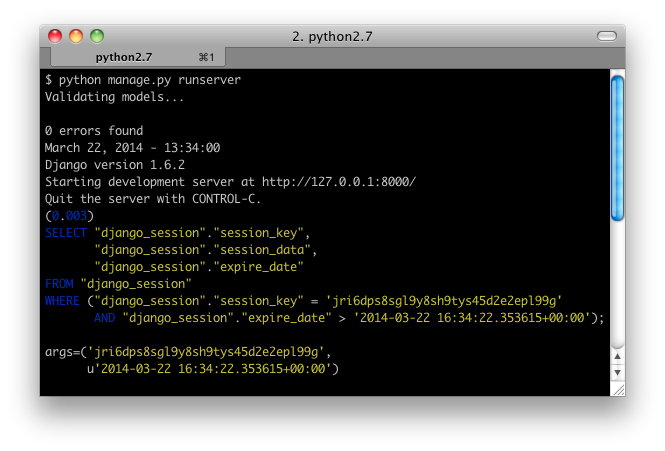 2. python2.7
python2.7 ⌘1
$ python manage.py runserver
Validating models...
0 errors found
March 22, 2014 - 13:34:00
Django version 1.6.2
Starting development server at http://127.0.0.1:8000/
Quit the server with CONTROL-C.
(0.003)
SELECT "django_session"."session_key",
"django_session"."session_data",
"django_session"."expire_date"
FROM "django_session"
WHERE ("django_session"."session_key" = 'jri6dps8sgl9y8sh9tys45d2e2epl99g'
AND "django_session"."expire_date" > '2014-03-22 16:34:22.353615+00:00');
args=('jri6dps8sgl9y8sh9tys45d2e2epl99g',
u'2014-03-22 16:34:22.353615+00:00')